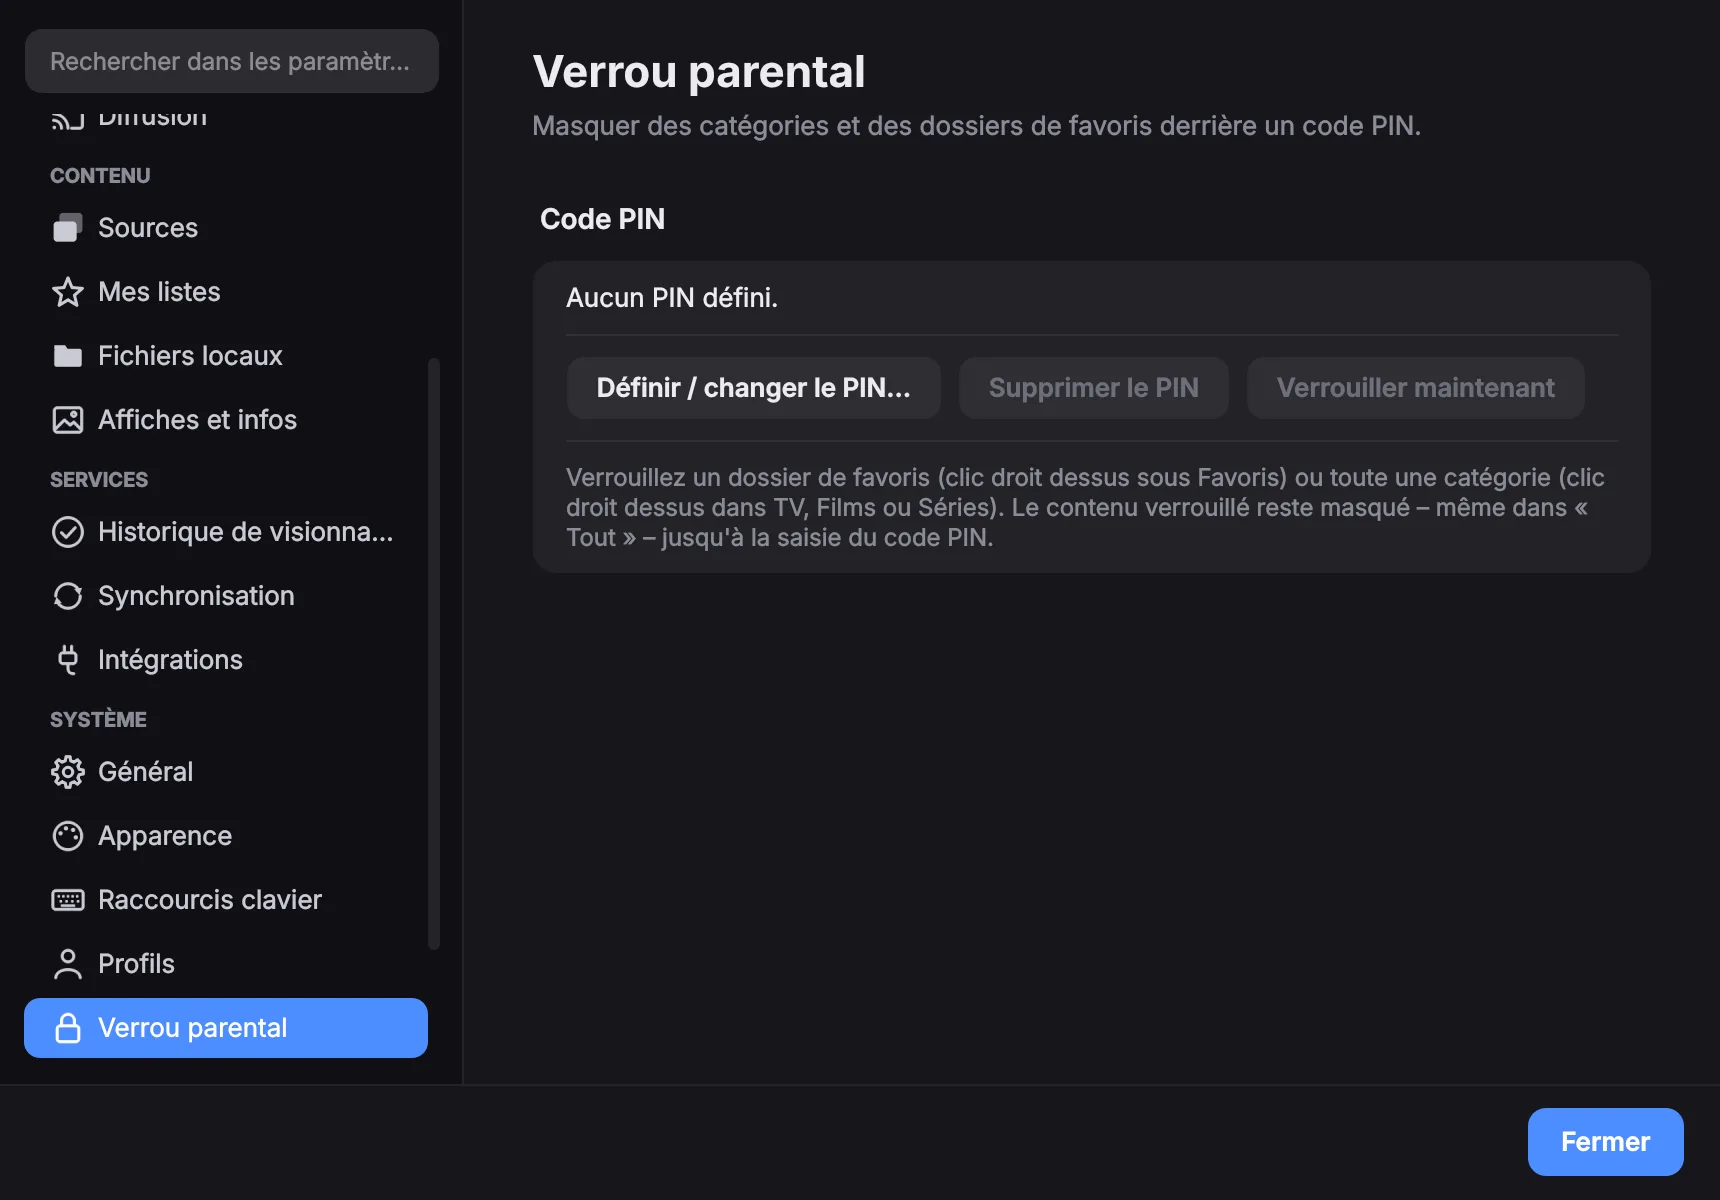 Rechercher dans les paramètr...
Diffusion
CONTENU
Sources
Mes listes
Fichiers locaux
Affiches et infos
SERVICES
Historique de visionna...
Synchronisation
Intégrations
SYSTÈME
Général
Apparence
Raccourcis clavier
Profils
Verrou parental
Verrou parental
Masquer des catégories et des dossiers de favoris derrière un code PIN.
Code PIN
Aucun PIN défini.
Définir / changer le PIN...
Supprimer le PIN
Verrouiller maintenant
Verrouillez un dossier de favoris (clic droit dessus sous Favoris) ou toute une catégorie (clic
droit dessus dans TV, Films ou Séries). Le contenu verrouillé reste masqué – même dans «
Tout » – jusqu'à la saisie du code PIN.
Fermer